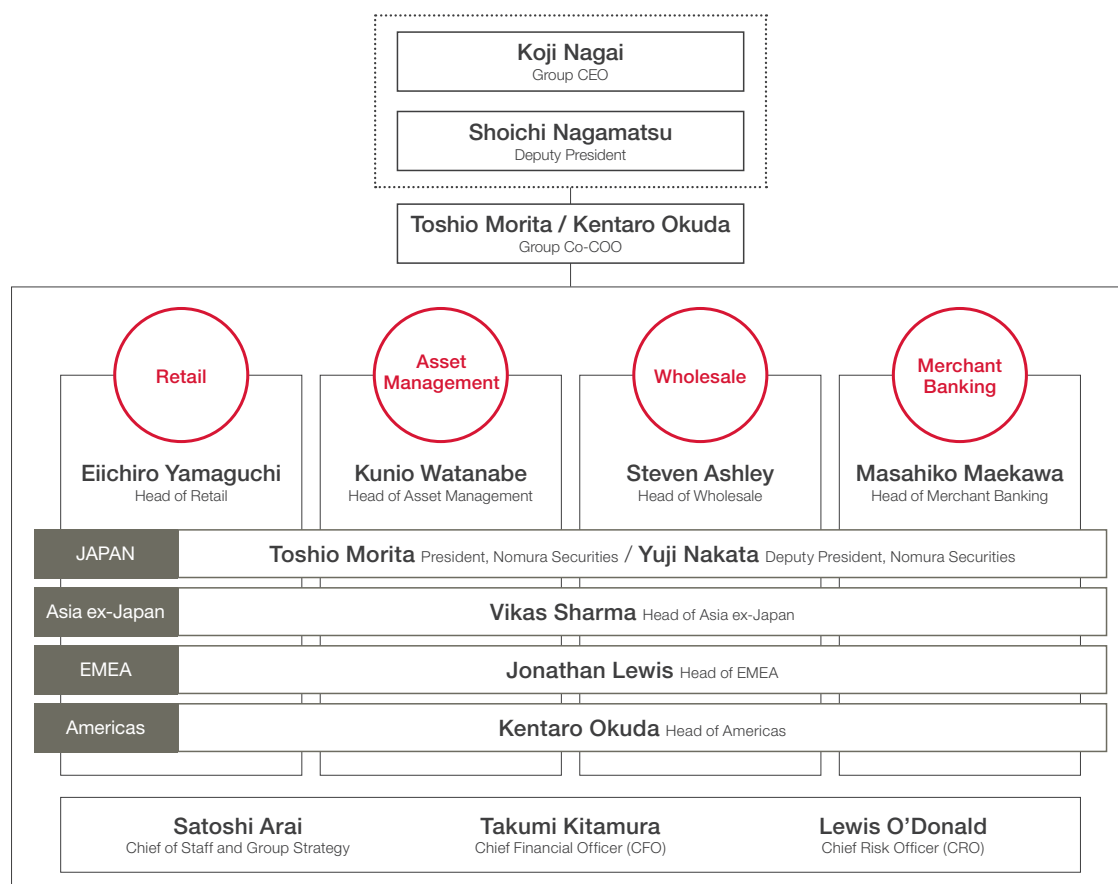 Koji Nagai
Group CEO
Shoichi Nagamatsu
Deputy President
Toshio Morita / Kentaro Okuda
Group Co-COO
Retail
Asset
Management
Wholesale
Merchant
Banking
Eiichiro Yamaguchi
Head of Retail
Kunio Watanabe
Head of Asset Management
Steven Ashley
Head of Wholesale
Masahiko Maekawa
Head of Merchant Banking
JAPAN
Toshio Morita President, Nomura Securities / Yuji Nakata Deputy President, Nomura Securities
Asia ex-Japan
Vikas Sharma Head of Asia ex-Japan
EMEA
Jonathan Lewis Head of EMEA
Americas
Kentaro Okuda Head of Americas
Satoshi Arai
Chief of Staff and Group Strategy
Takumi Kitamura
Chief Financial Officer (CFO)
Lewis O’Donald
Chief Risk Officer (CRO)